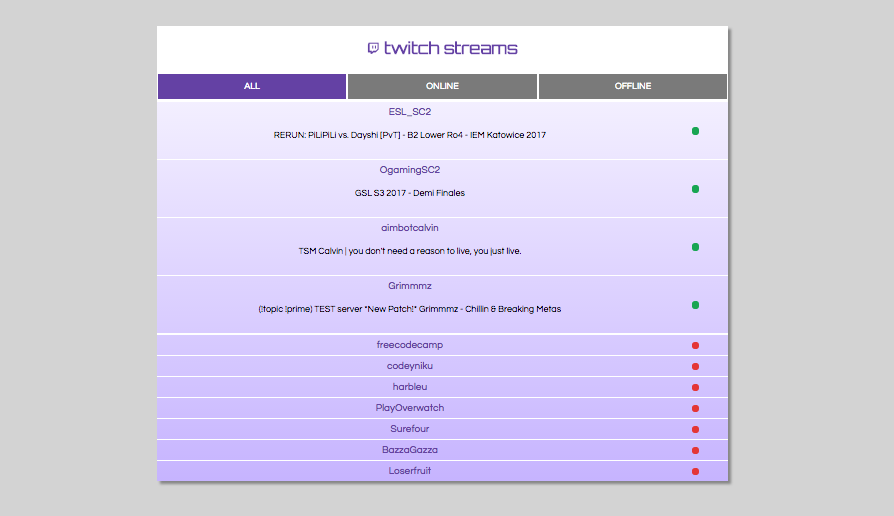 twitch streams
ALL
ONLINE
OFFLINE
ESL_SC2
RERUN: PiLiPiLi vs. Dayshi [PvT] - B2 Lower Ro4 - IEM Katowice 2017
OgamingSC2
GSL S3 2017 - Demi Finales
aimbotcalvin
TSM Calvin | you don't need a reason to live, you just live.
Grimmmz
(!topic !prime) TEST server *New Patch!* Grimmmz - Chillin & Breaking Metas
freecodecamp
codeyniku
harbleu
PlayOverwatch
Surefour
BazzaGazza
Loserfruit